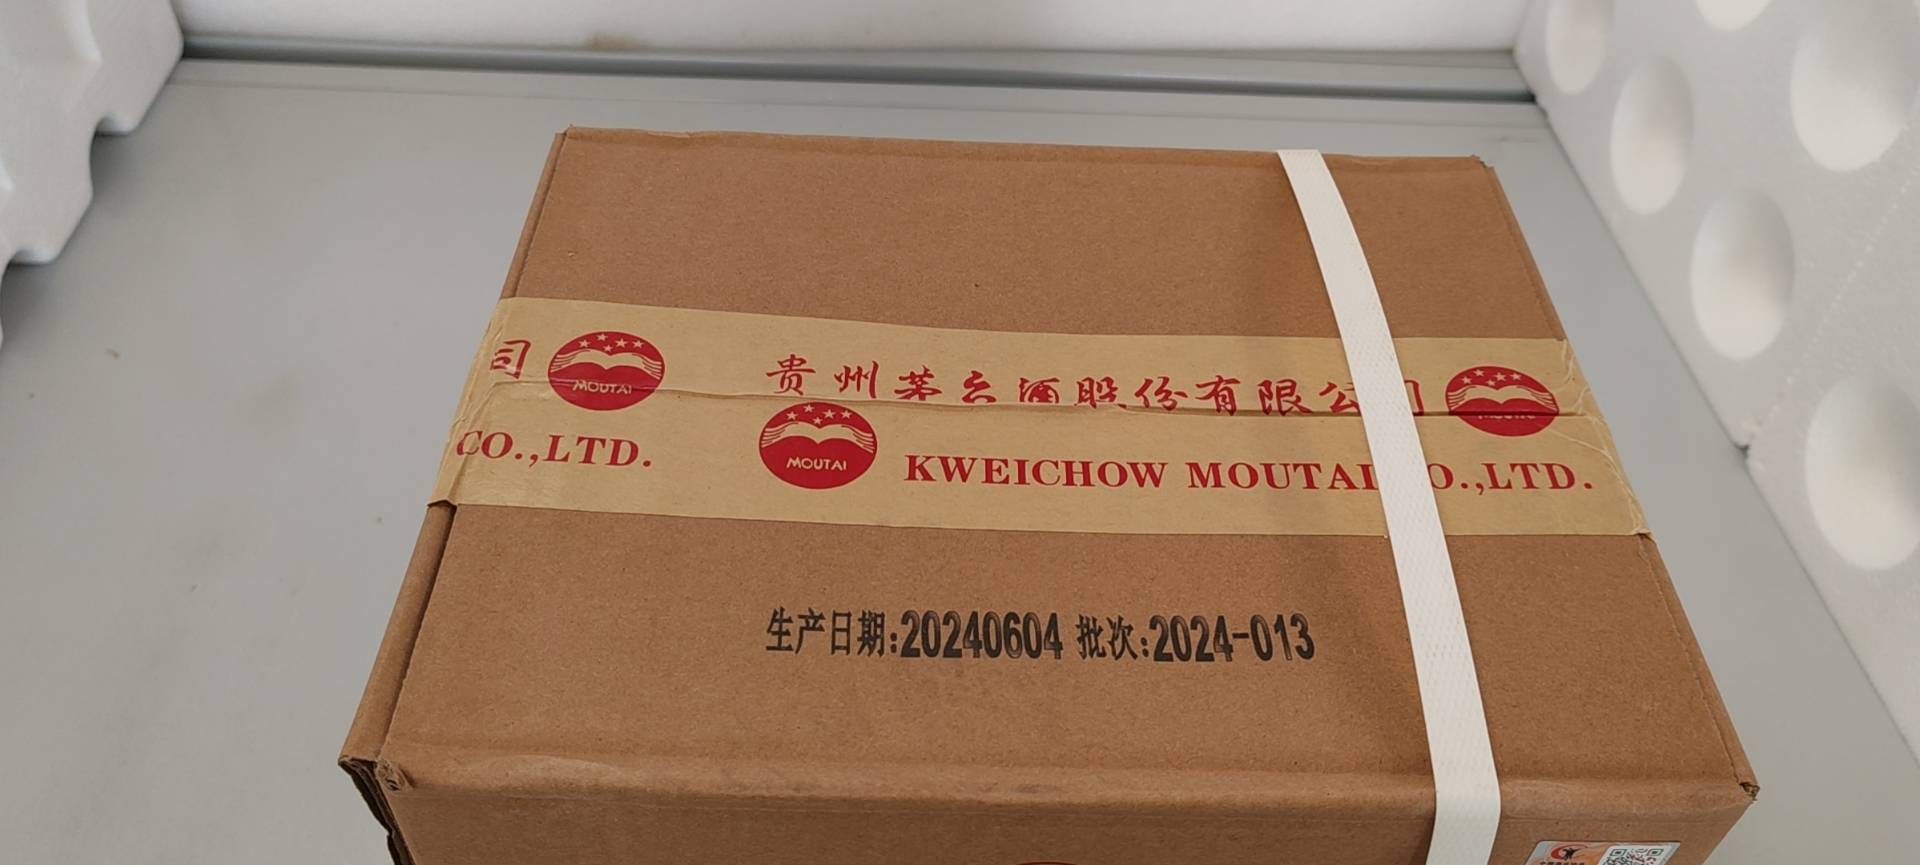 司 MOUTAI 贵州茅台酒股份有限公司
CO.,LTD. MOUTAI KWEICHOW MOUTAI CO.,LTD.
生产日期:20240604 批次:2024-013